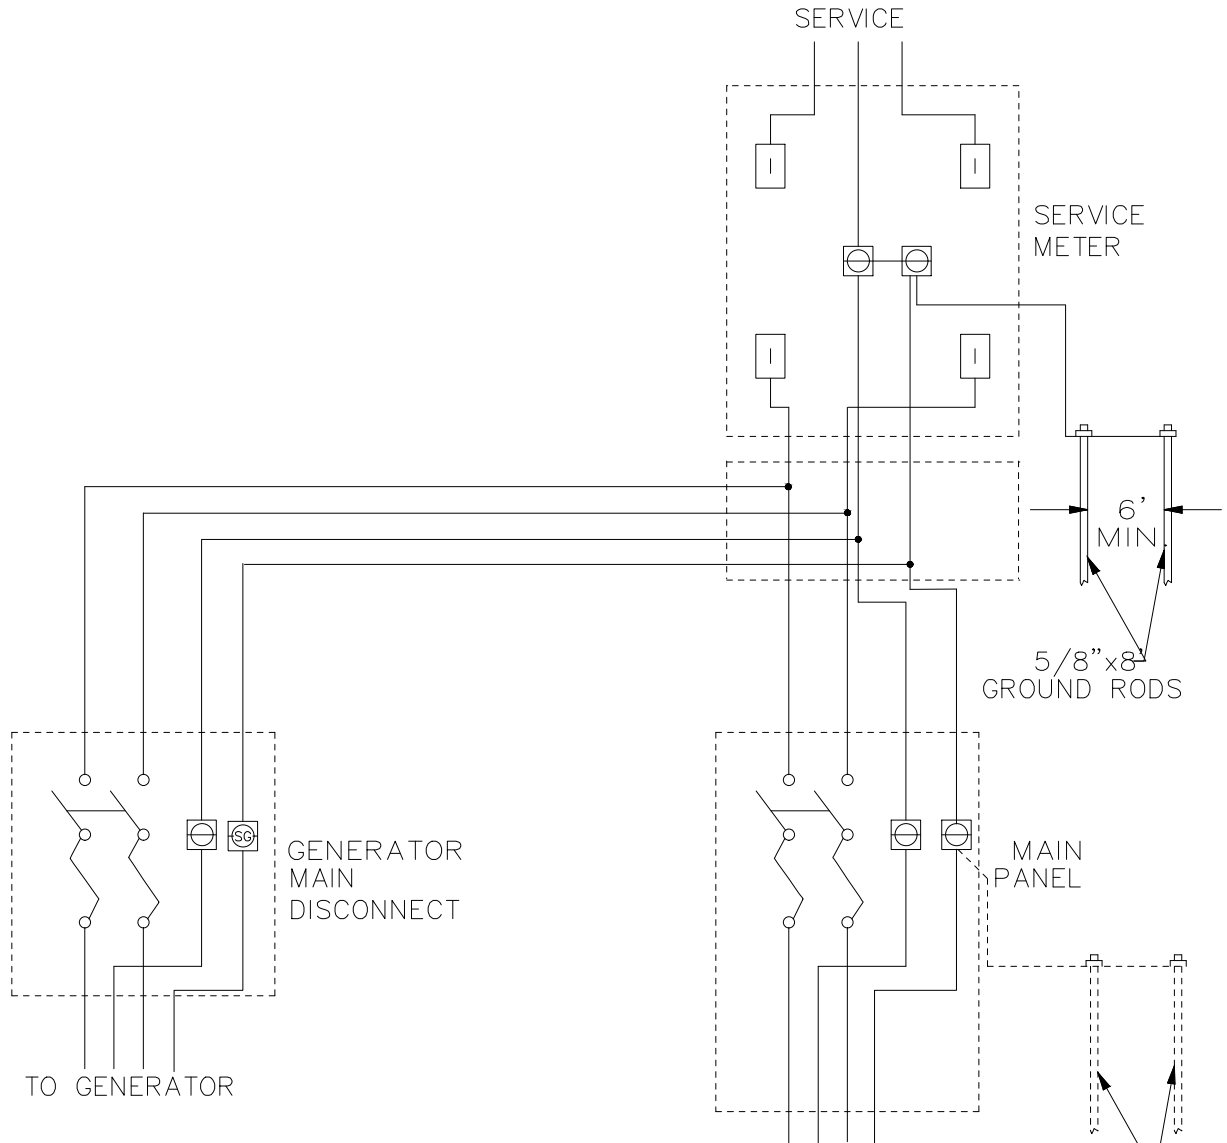 SERVICE
SERVICE
METER
6'
MIN.
5/8"x8'
GROUND RODS
SG
GENERATOR
MAIN
DISCONNECT
MAIN
PANEL
TO GENERATOR